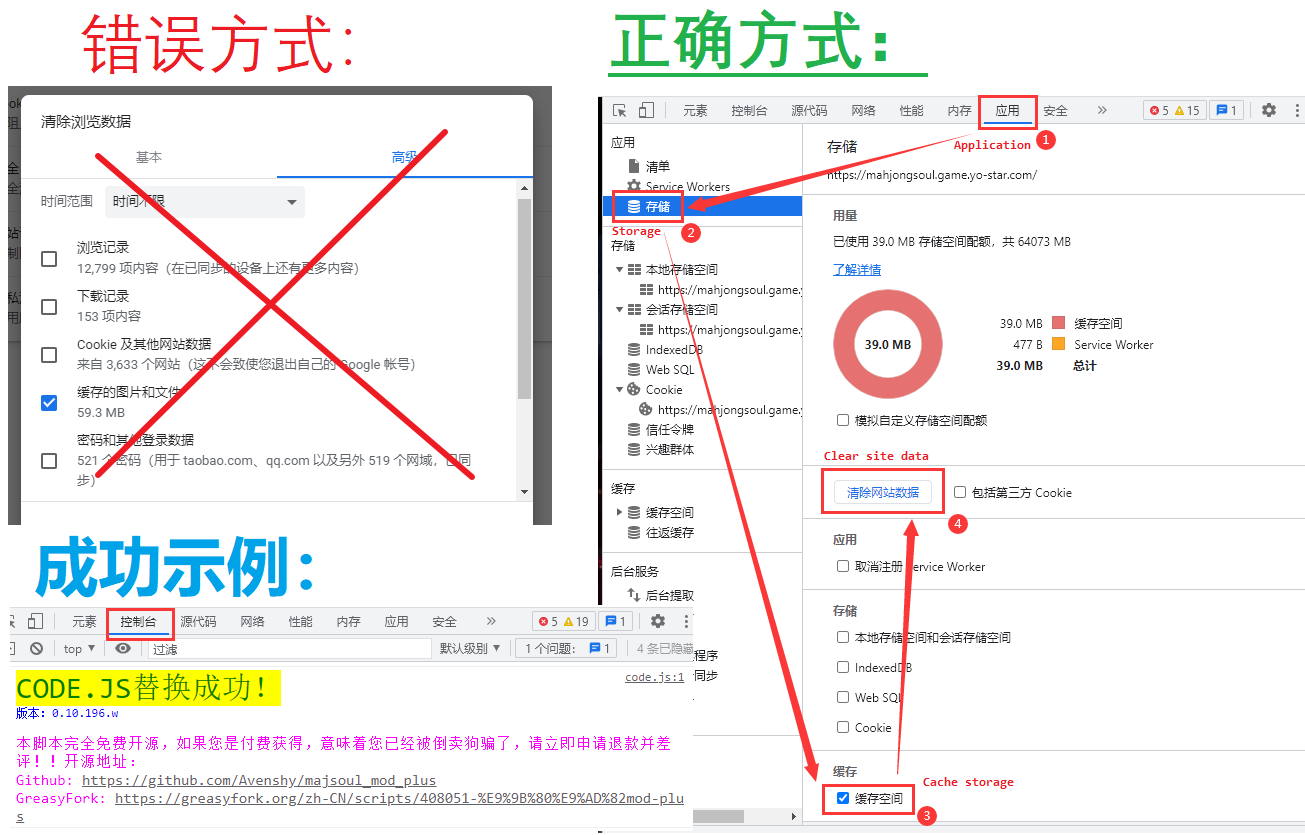 错误方式：
清除浏览数据
基本
高级
时间范围
时间不限
浏览记录
12,799 项内容（在已同步的设备上还有更多内容）
下载记录
153 项内容
Cookie 及其他网站数据
来自 3,633 个网站（这不会致使您退出自己的 Google 帐号）
缓存的图片和文件
59.3 MB
密码和其他登录数据
521 个密码（用于 taobao.com、qq.com 以及另外 519 个网域，已同
步）
正确方式：
元素 控制台 源代码 网络 性能 内存 应用 安全 » 5 15 1
Application 1
应用
清单
Service Workers
存储
Storage 2
存储
本地存储空间
https://mahjongsoul.game.y
会话存储空间
https://mahjongsoul.game.y
IndexedDB
Web SQL
Cookie
https://mahjongsoul.game.y
信任令牌
兴趣群体
缓存
缓存空间
往返缓存
后台服务
后台提取
程序
同步
存储
https://mahjongsoul.game.yo-star.com/
用量
已使用 39.0 MB 存储空间配额，共 64073 MB
了解详情
39.0 MB
39.0 MB 缓存空间
477 B Service Worker
39.0 MB 总计
模拟自定义存储空间配额
Clear site data
清除网站数据 包括第三方 Cookie
4
应用
取消注册 Service Worker
存储
本地存储空间和会话存储空间
IndexedDB
Web SQL
Cookie
缓存
Cache storage
缓存空间
3
成功示例：
元素 控制台 源代码 网络 性能 内存 应用 安全 » 5 19 1
top ▼ 过滤 默认级别 ▼ 1 个问题： 1 4 条已隐藏
CODE.JS替换成功！
code.js:1
版本：0.10.196.w
本脚本完全免费开源，如果您是付费获得，意味着您已经被倒卖狗骗了，请立即申请退款并差
评！！开源地址：
Github: https://github.com/Avenshy/majsoul_mod_plus
GreasyFork: https://greasyfork.org/zh-CN/scripts/408051-%E9%9B%80%E9%AD%82mod-plu
s